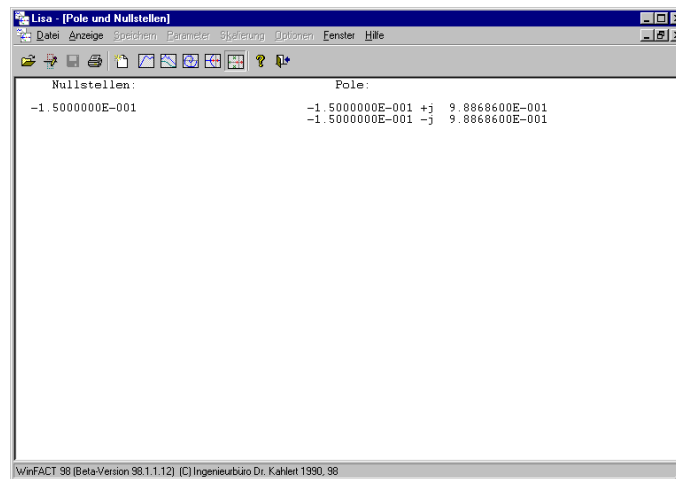 Lisa - [Pole und Nullstellen]
Datei Anzeige Speichern Parameter Skalierung Optionen Fenster Hilfe
Nullstellen: Pole:
-1.5000000E-001 -1.5000000E-001 +j 9.8868600E-001
-1.5000000E-001 -j 9.8868600E-001
WinFACT 98 (Beta-Version 98.1.1.12) (C) Ingenieurbüro Dr. Kahlert 1990, 98